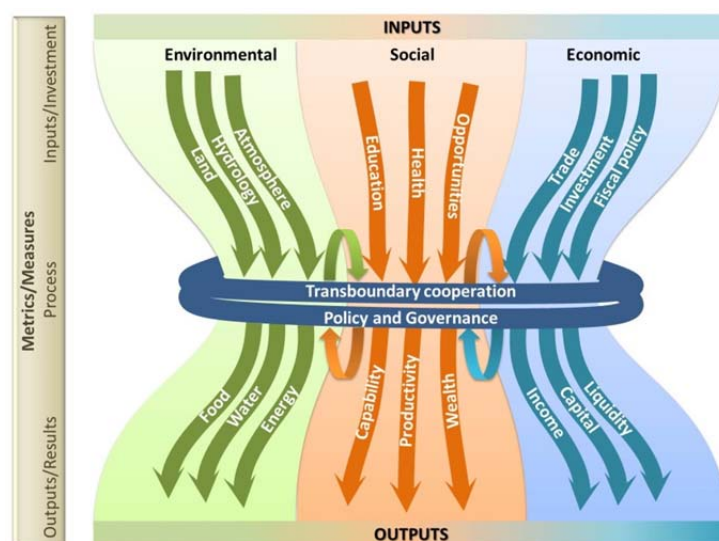 INPUTS
Environmental
Social
Economic
Land
Hydrology
Atmosphere
Education
Health
Opportunities
Trade
Investment
Fiscal policy
Transboundary cooperation
Policy and Governance
Food
Water
Energy
Capability
Productivity
Wealth
Income
Capital
Liquidity
OUTPUTS
Metrics/Measures
Inputs/Investment
Process
Outputs/Results